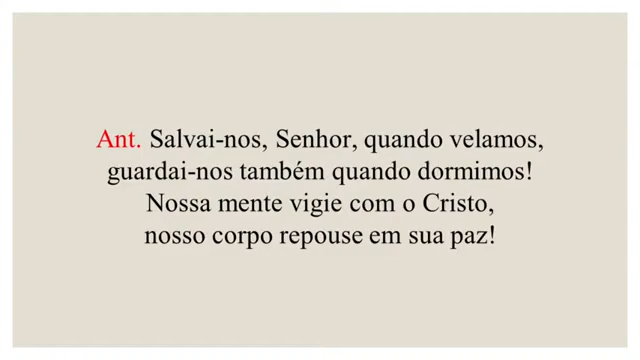 Ant. Salvai-nos, Senhor, quando velamos,
guardai-nos também quando dormimos!
Nossa mente vigie com o Cristo,
nosso corpo repouse em sua paz!